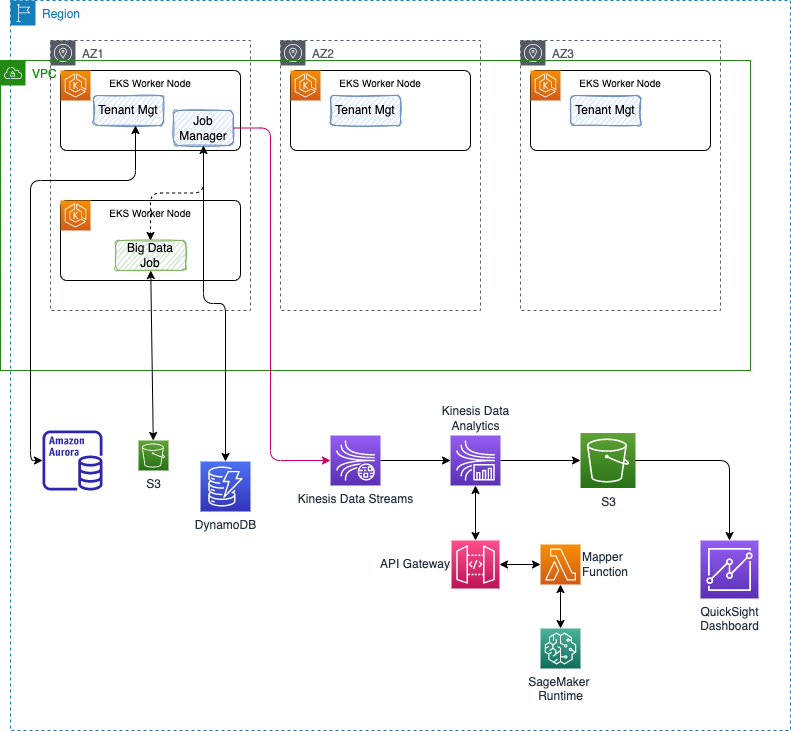 Region
AZ1
AZ2
AZ3
VPC
EKS Worker Node
EKS Worker Node
EKS Worker Node
Tenant Mgt
Job
Manager
Tenant Mgt
Tenant Mgt
EKS Worker Node
Big Data
Job
Kinesis Data
Analytics
Amazon
Aurora
S3
DynamoDB
Kinesis Data Streams
S3
API Gateway
Mapper
Function
QuickSight
Dashboard
SageMaker
Runtime